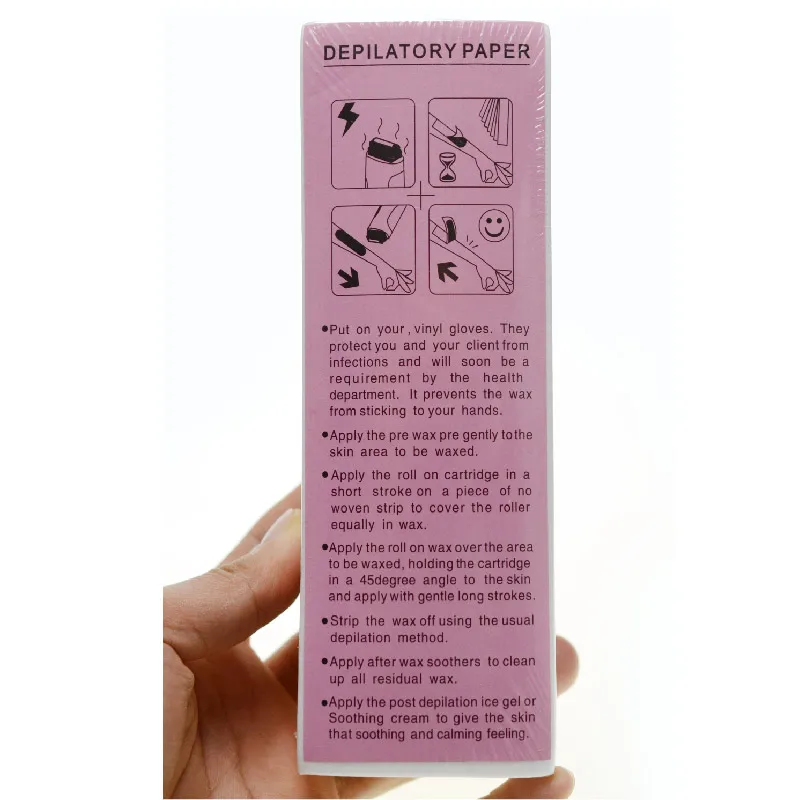 DEPILATORY PAPER
•Put on your , vinyl gloves. They
protect you and your client from
infections and will soon be a
requirement by the health
department. It prevents the wax
from sticking to your hands.
•Apply the pre wax pre gently to the
skin area to be waxed.
•Apply the roll on cartridge in a
short stroke on a piece of no
woven strip to cover the roller
equally in wax.
•Apply the roll on wax over the area
to be waxed, holding the cartridge
in a 45degree angle to the skin
and apply with gentle long strokes.
•Strip the wax off using the usual
depilation method.
•Apply after wax soothers to clean
up all residual wax.
•Apply the post depilation ice gel or
Soothing cream to give the skin
that soothing and calming feeling.